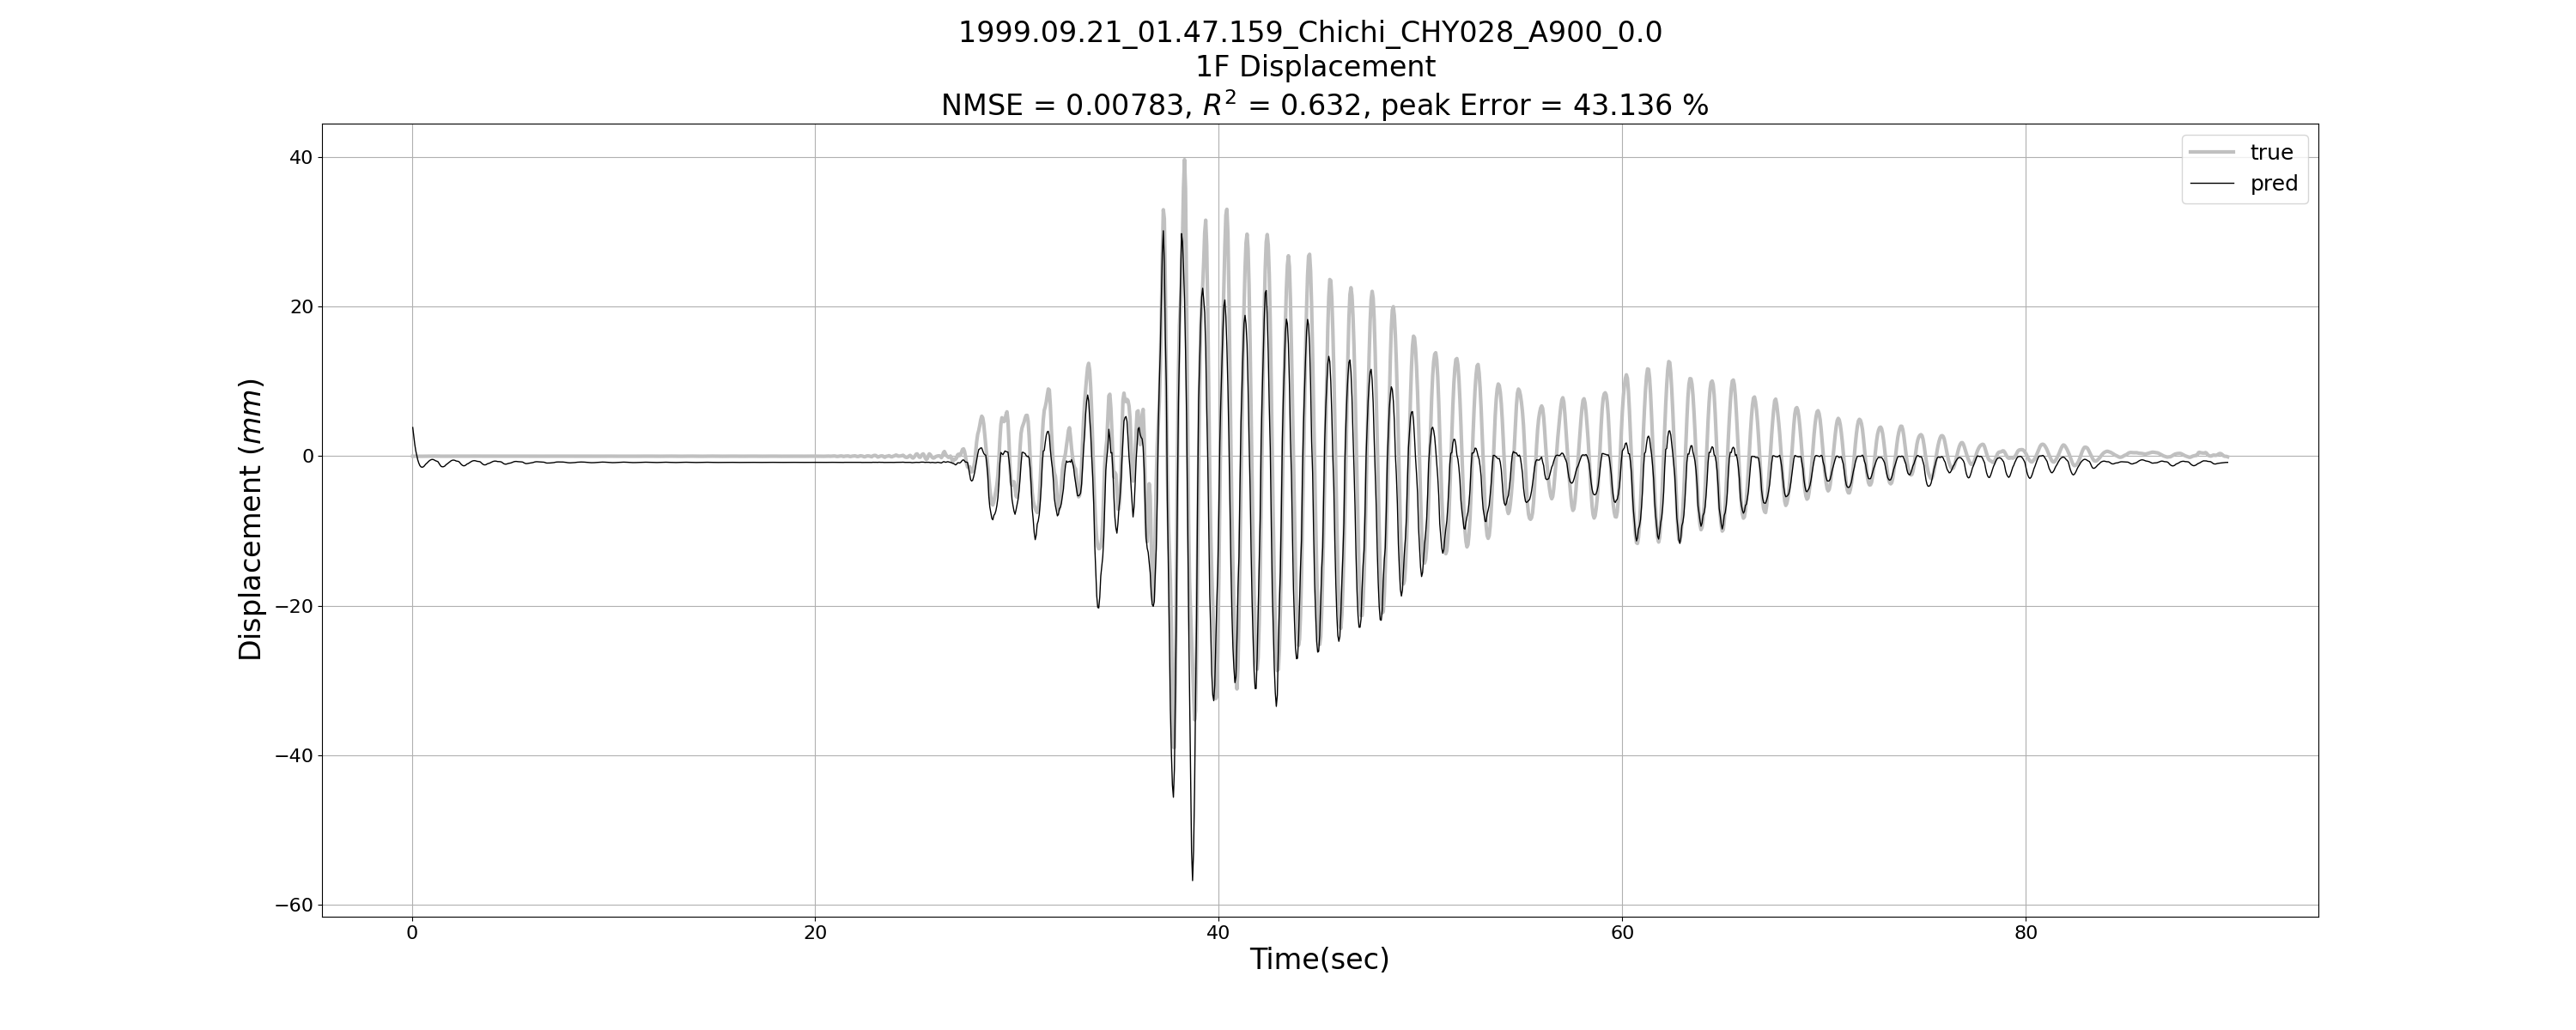 1999.09.21_01.47.159_Chichi_CHY028_A900_0.0
1F Displacement
NMSE = 0.00783, R² = 0.632, peak Error = 43.136 %
true
pred
Displacement (mm)
40
20
0
−20
−40
−60
0 20 40 60 80
Time(sec)